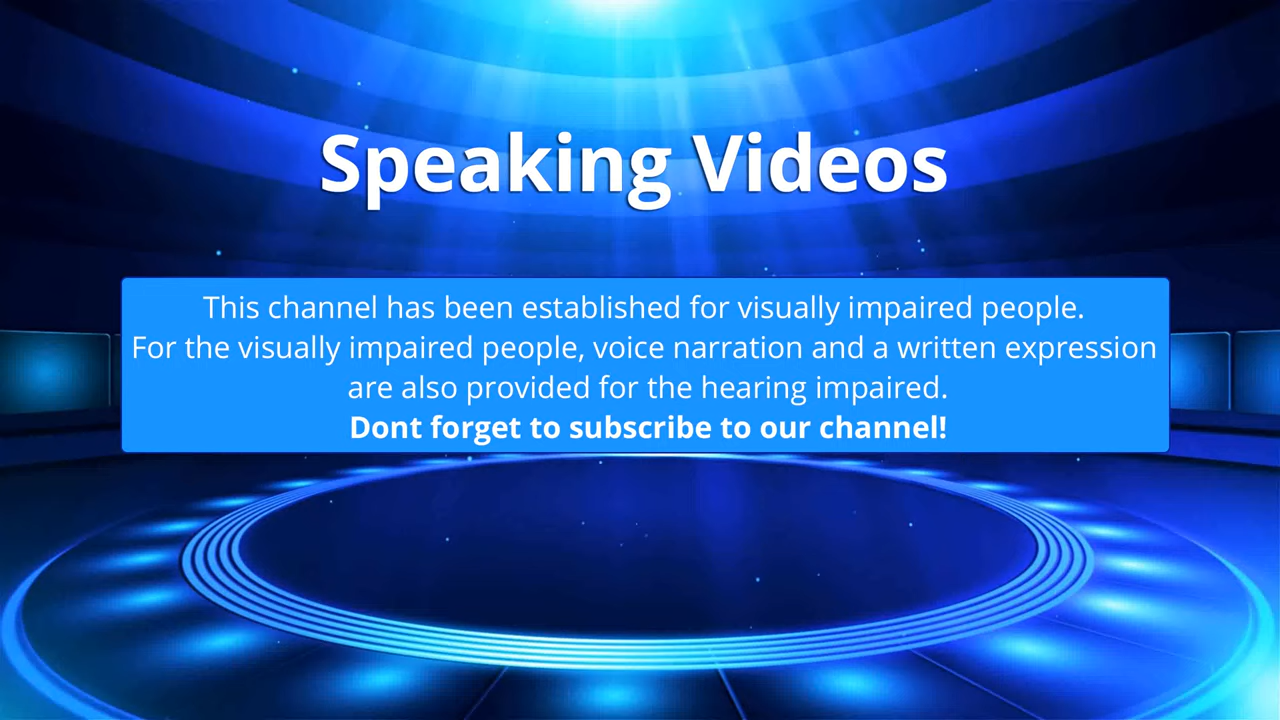 Speaking Videos
This channel has been established for visually impaired people.
For the visually impaired people, voice narration and a written expression
are also provided for the hearing impaired.
Dont forget to subscribe to our channel!